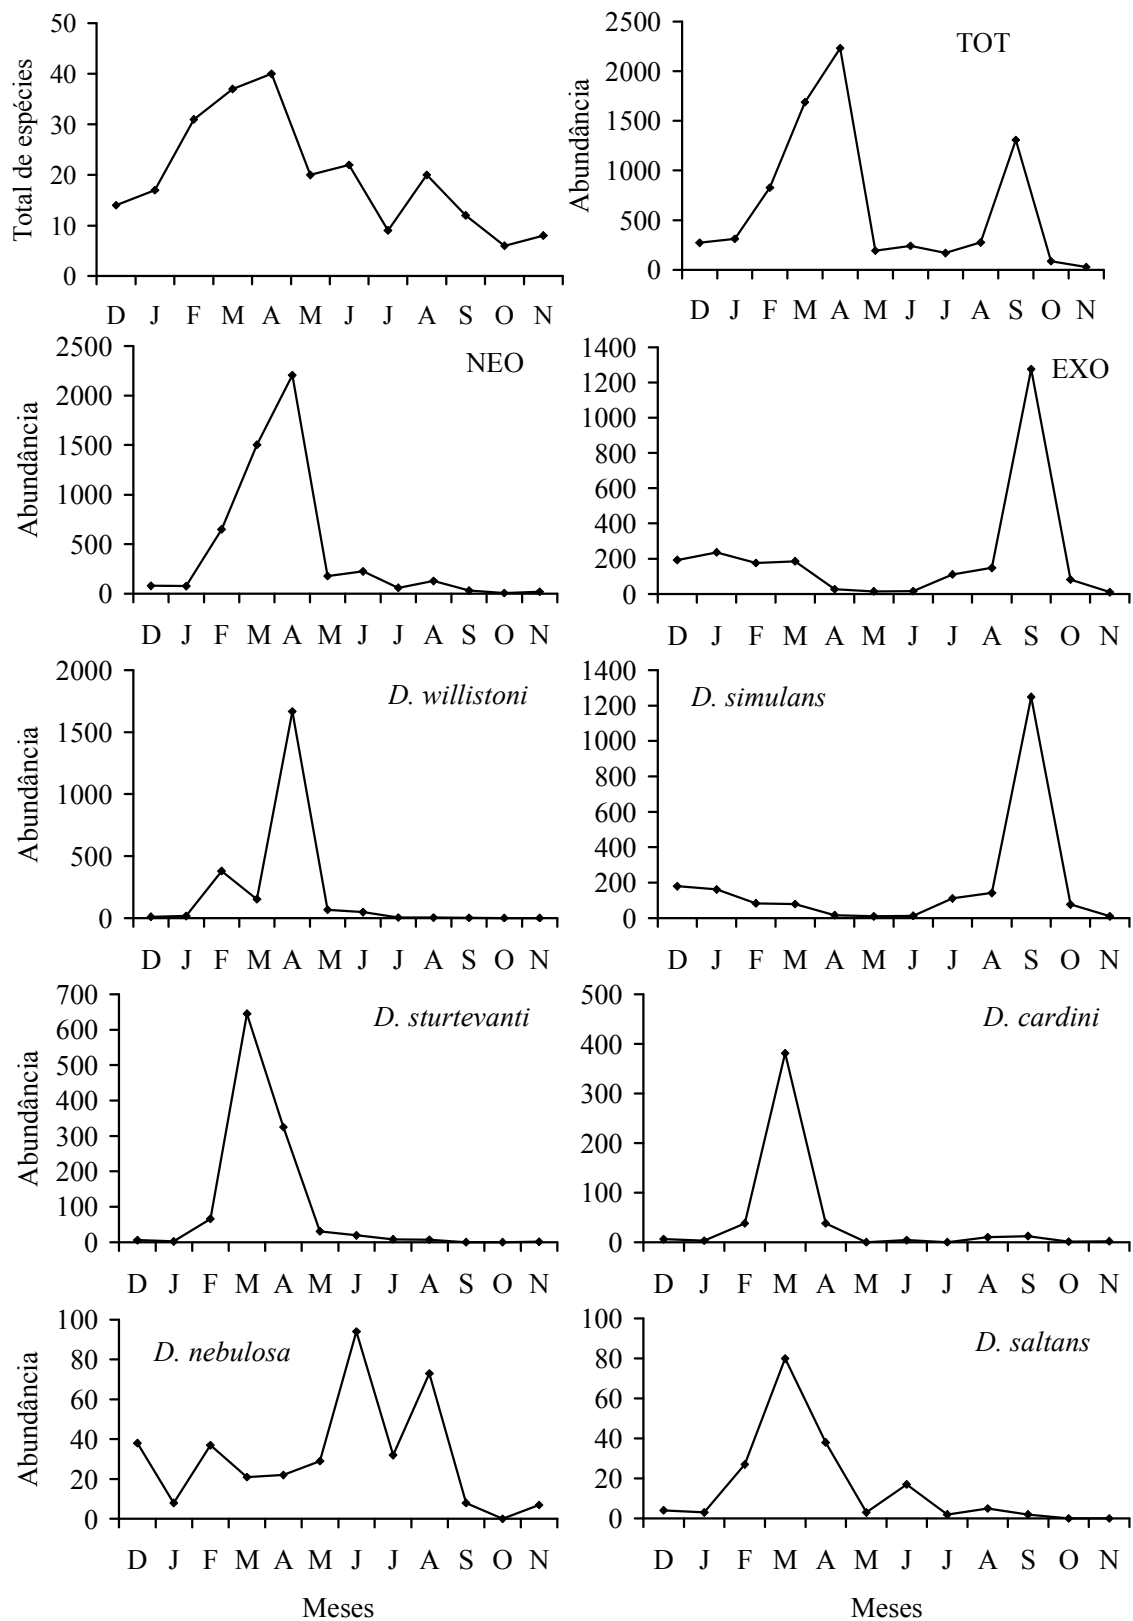 Total de espécies
50
40
30
20
10
0
D J F M A M J J A S O N
TOT
Abundância
2500
2000
1500
1000
500
0
D J F M A M J J A S O N
NEO
Abundância
2500
2000
1500
1000
500
0
D J F M A M J J A S O N
EXO
1400
1200
1000
800
600
400
200
0
D J F M A M J J A S O N
D. willistoni
Abundância
2000
1500
1000
500
0
D J F M A M J J A S O N
D. simulans
1400
1200
1000
800
600
400
200
0
D J F M A M J J A S O N
D. sturtevanti
Abundância
700
600
500
400
300
200
100
0
D J F M A M J J A S O N
D. cardini
500
400
300
200
100
0
D J F M A M J J A S O N
D. nebulosa
Abundância
100
80
60
40
20
0
D J F M A M J J A S O N
Meses
D. saltans
100
80
60
40
20
0
D J F M A M J J A S O N
Meses